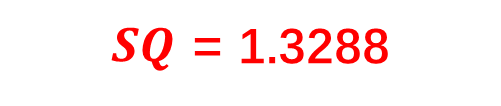 SQ = 1.3288